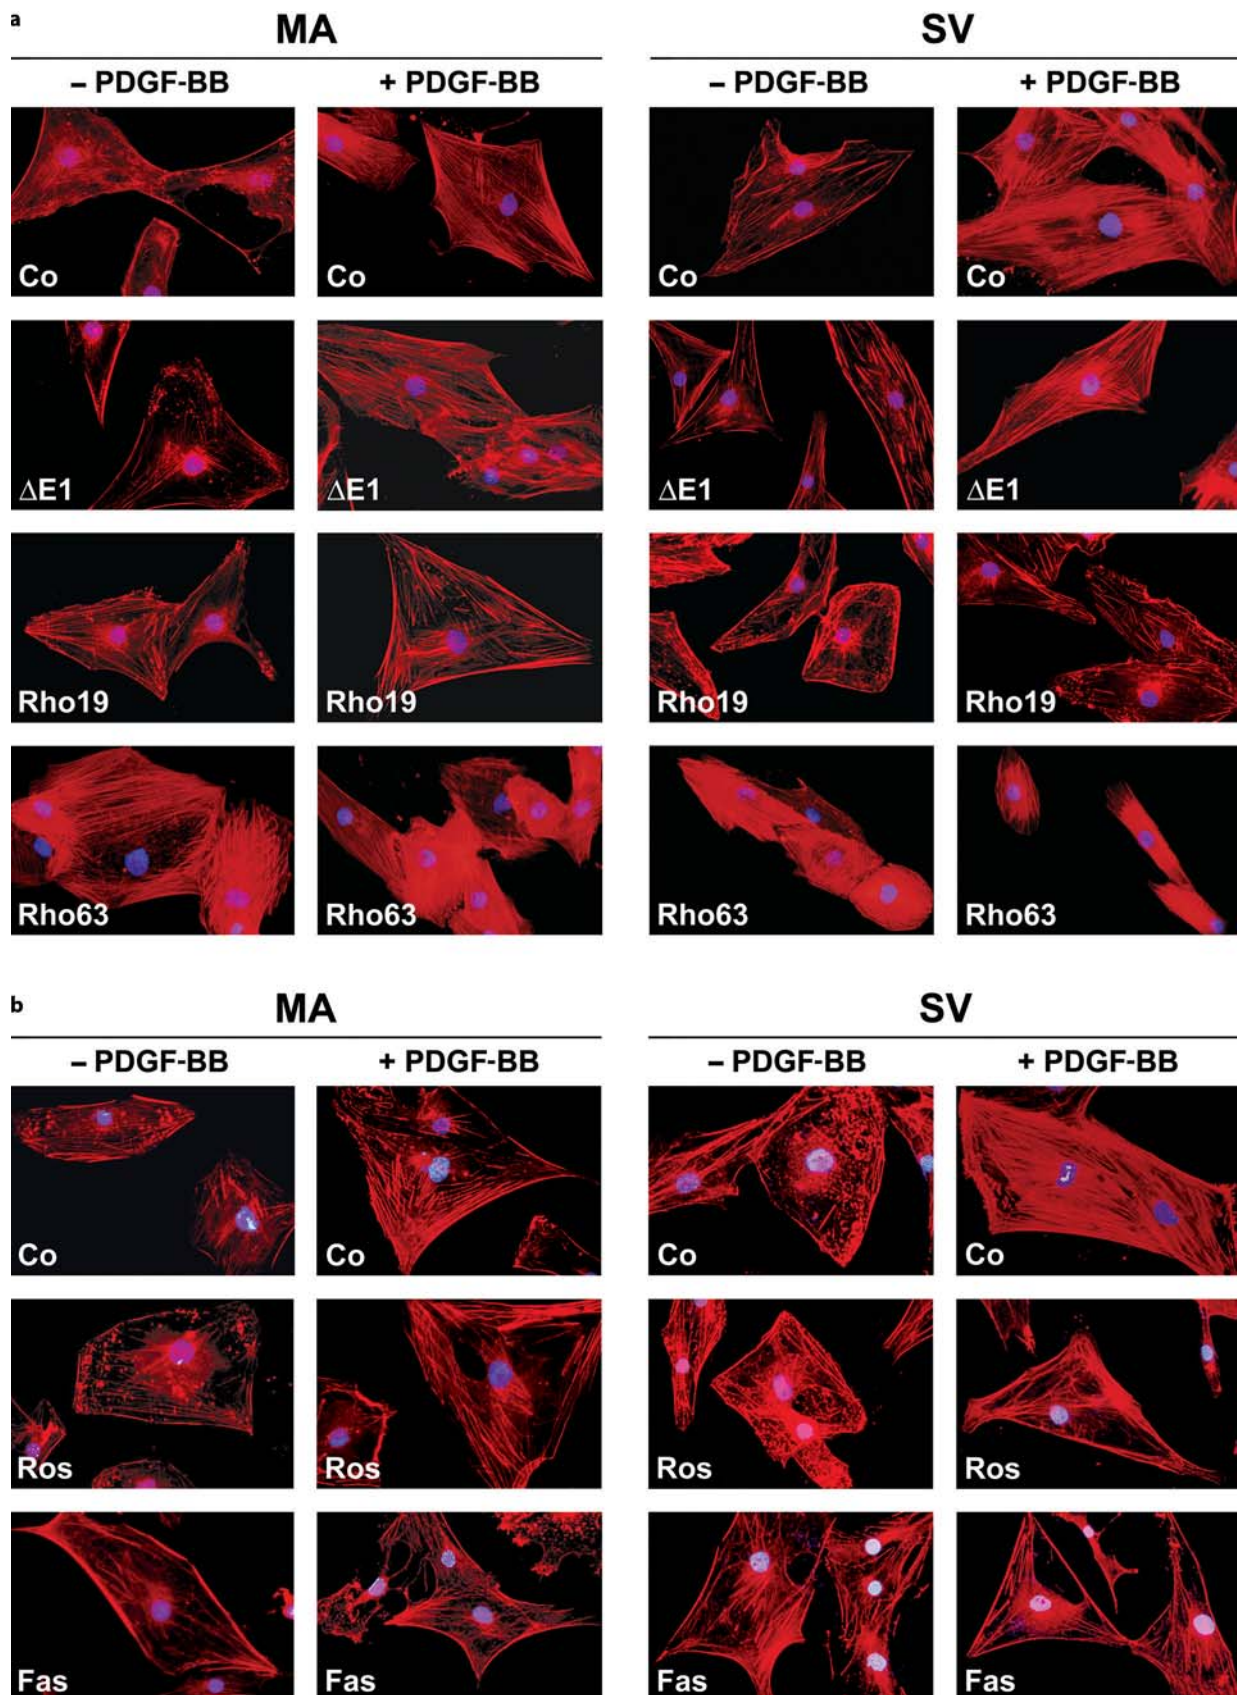 a
MA SV
– PDGF-BB + PDGF-BB – PDGF-BB + PDGF-BB
Co Co Co Co
ΔE1 ΔE1 ΔE1 ΔE1
Rho19 Rho19 Rho19 Rho19
Rho63 Rho63 Rho63 Rho63
b
MA SV
– PDGF-BB + PDGF-BB – PDGF-BB + PDGF-BB
Co Co Co Co
Ros Ros Ros Ros
Fas Fas Fas Fas